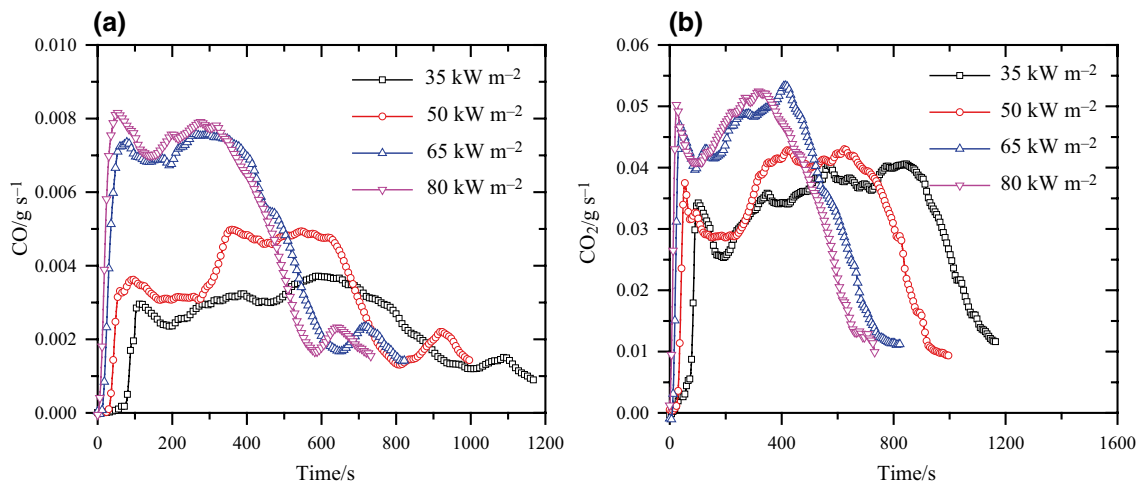 (a)
0.010
0.008
0.006
0.004
0.002
0.000
CO/g s⁻¹
35 kW m⁻²
50 kW m⁻²
65 kW m⁻²
80 kW m⁻²
0 200 400 600 800 1000 1200
Time/s
(b)
0.06
0.05
0.04
0.03
0.02
0.01
0.00
CO₂/g s⁻¹
35 kW m⁻²
50 kW m⁻²
65 kW m⁻²
80 kW m⁻²
0 400 800 1200 1600
Time/s